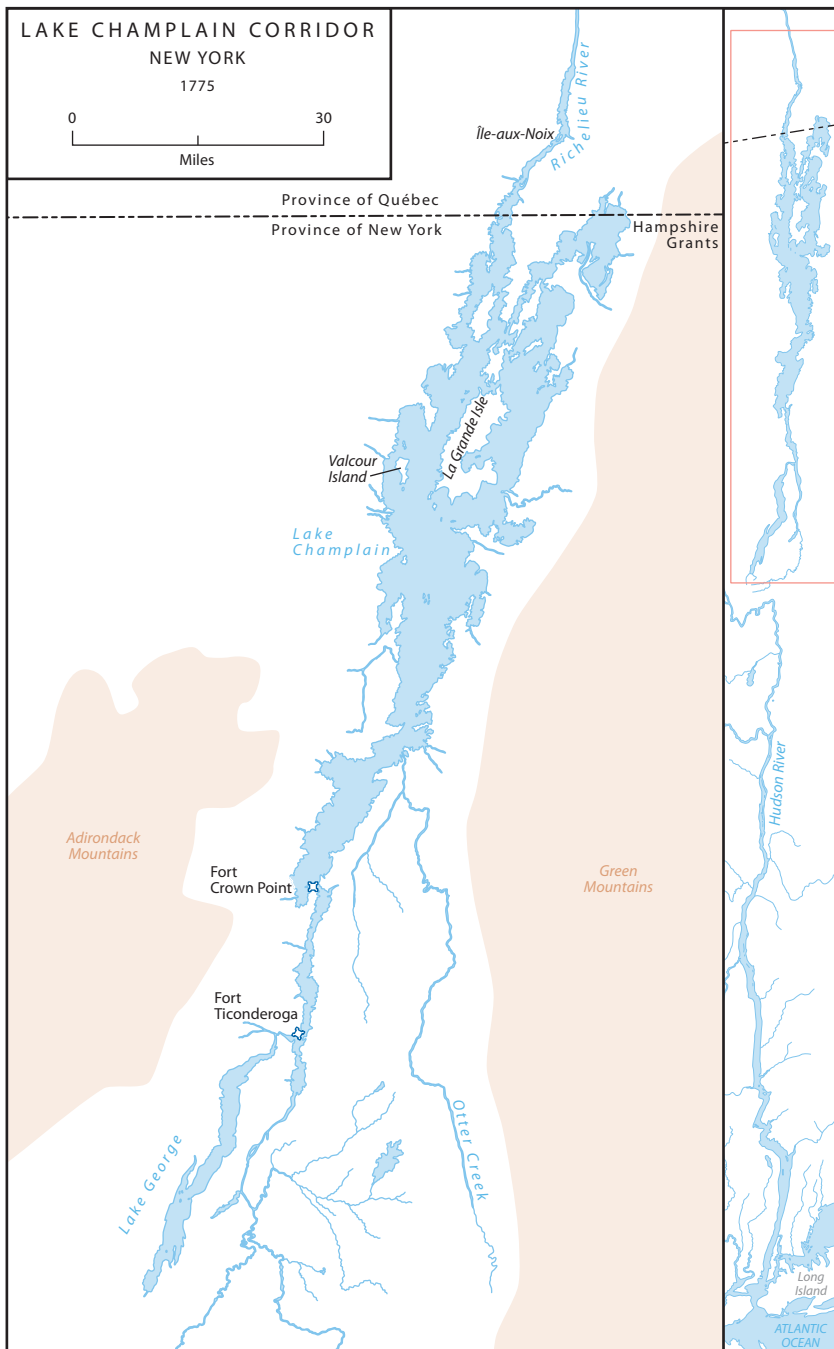 LAKE CHAMPLAIN CORRIDOR
NEW YORK
1775
0 30
Miles
Richelieu River
Île-aux-Noix
Province of Québec
Province of New York
Hampshire
Grants
La Grande Isle
Valcour
Island
Lake
Champlain
Adirondack
Mountains
Fort
Crown Point
Green
Mountains
Fort
Ticonderoga
Lake George
Otter Creek
Hudson River
Long
Island
ATLANTIC
OCEAN